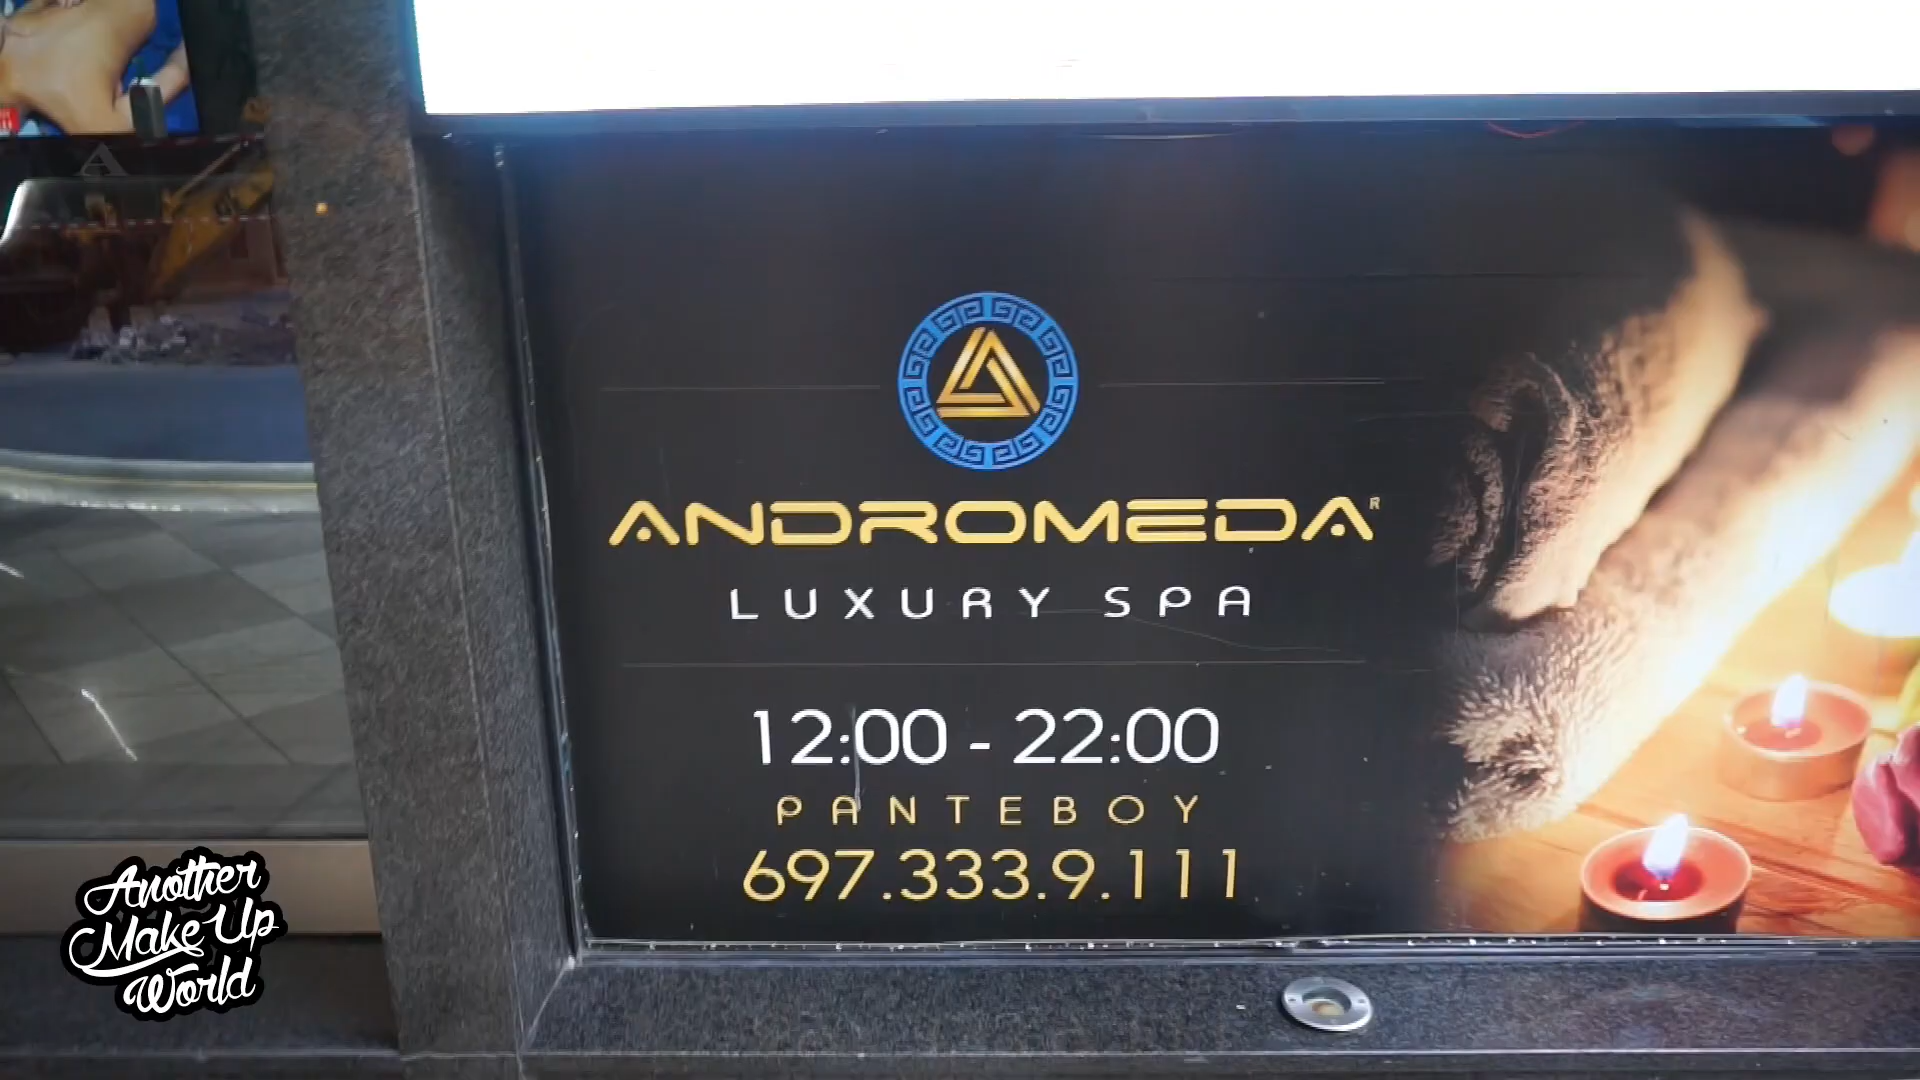 ANDROMEDA R
LUXURY SPA
12:00 - 22:00
ΡΑΝΤΕΒΟΥ
697.333.9.111
Another
Make Up
World